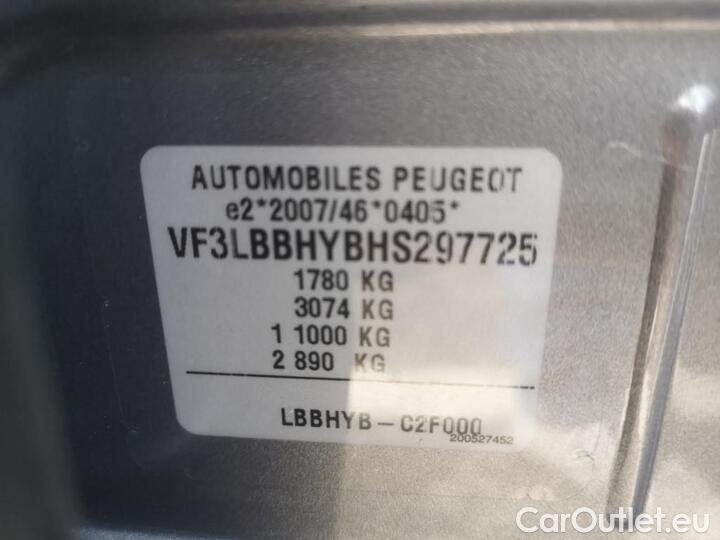 AUTOMOBILES PEUGEOT
e2*2007/46*0405*
VF3LBBHYBHS297725
1780 KG
3074 KG
1 1000 KG
2 890 KG
LBBHYB-C2F000
200527452
CarOutlet.eu